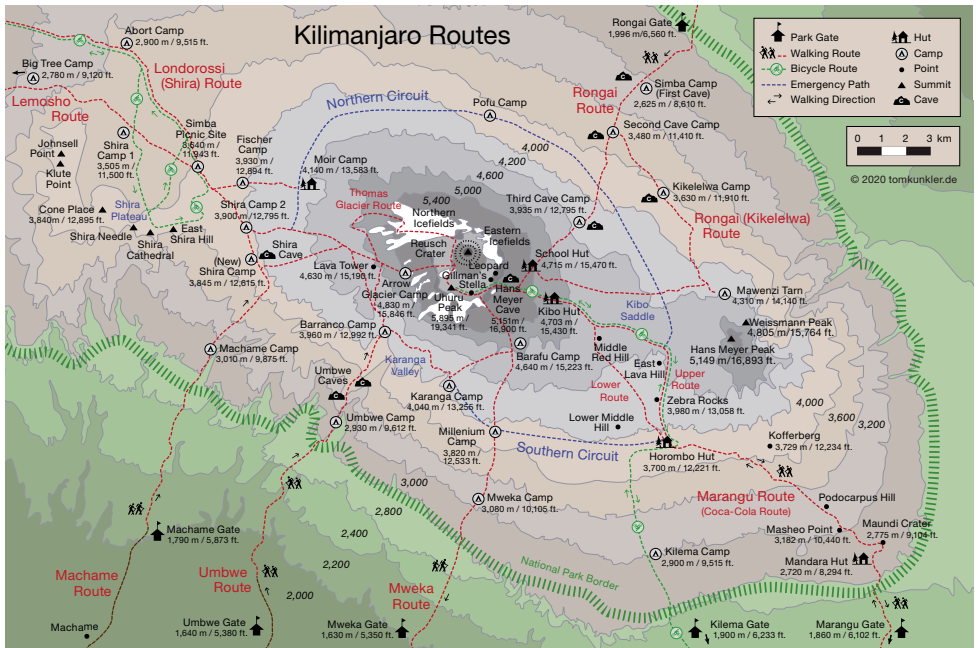 Kilimanjaro Routes
Abort Camp
2,900 m / 9,515 ft.
Big Tree Camp
2,780 m / 9,120 ft.
Londorossi
(Shira) Route
Lemosho
Route
Simba
Picnic Site
3,640 m /
11,943 ft.
Shira
Camp 1
3,505 m /
11,500 ft.
Johnsell
Point
Klute
Point
Fischer
Camp
3,930 m /
12,894 ft.
Cone Place
3,840m / 12,895 ft.
Shira
Plateau
Shira Needle
Shira
Cathedral
East
Shira Hill
Shira Camp 2
3,900m / 12,795 ft.
Shira
Cave
(New)
Shira Camp
3,845 m / 12,615 ft.
Moir Camp
4,140 m / 13,583 ft.
Northern Circuit
Pofu Camp
Thomas
Glacier Route
Northern
Icefields
Eastern
Icefields
Reusch
Crater
Leopard
Gilman's
Stella
Uhuru
Peak
5,895 m /
19,341 ft.
Hans
Meyer
Cave
5,151m /
16,900 ft.
Lava Tower
4,630 m / 15,190 ft.
Arrow
Glacier Camp
4,830 m /
15,846 ft.
Barranco Camp
3,960 m / 12,992 ft.
School Hut
4,715 m / 15,470 ft.
Kibo Hut
4,703 m /
15,430 ft.
Kibo
Saddle
Third Cave Camp
3,935 m / 12,795 ft.
4,000
4,200
4,600
5,000
5,400
Rongai Gate
1,996 m/6,560 ft.
Simba Camp
(First Cave)
2,625 m / 8,610 ft.
Rongai
Route
Second Cave Camp
3,480 m / 11,410 ft.
Kikelelwa Camp
3,630 m / 11,910 ft.
Rongai (Kikelelwa)
Route
Mawenzi Tarn
4,310 m / 14,140 ft.
Weissmann Peak
4,805 m /15,764 ft.
Hans Meyer Peak
5,149 m /16,893 ft.
Park Gate
Walking Route
Bicycle Route
Emergency Path
Walking Direction
Hut
Camp
Point
Summit
Cave
0 1 2 3 km
© 2020 tomkunkler.de
Machame Camp
3,010 m / 9,875 ft.
Umbwe
Caves
Umbwe Camp
2,930 m / 9,612 ft.
Karanga
Valley
Karanga Camp
4,040 m / 13,255 ft.
Barafu Camp
4,640 m / 15,223 ft.
Millenium
Camp
3,820 m /
12,533 ft.
Southern Circuit
Middle
Red Hill
East
Lava Hill
Lower
Route
Upper
Route
Lower Middle
Hill
Zebra Rocks
3,980 m / 13,058 ft.
Horombo Hut
3,700 m / 12,221 ft.
4,000
3,600
3,200
Kofferberg
3,729 m / 12,234 ft.
Marangu Route
(Coca-Cola Route)
Podocarpus Hill
Masheo Point
3,182 m / 10,440 ft.
Maundi Crater
2,775 m / 9,104 ft.
Mandara Hut
2,720 m / 8,294 ft.
Mweka Camp
3,080 m / 10,105 ft.
3,000
2,800
2,400
2,200
2,000
Kilema Camp
2,900 m / 9,515 ft.
National Park Border
Machame Gate
1,790 m / 5,873 ft.
Machame
Route
Machame
Umbwe
Route
Umbwe Gate
1,640 m / 5,380 ft.
Mweka
Route
Mweka Gate
1,630 m / 5,350 ft.
Kilema Gate
1,900 m / 6,233 ft.
Marangu Gate
1,860 m / 6,102 ft.